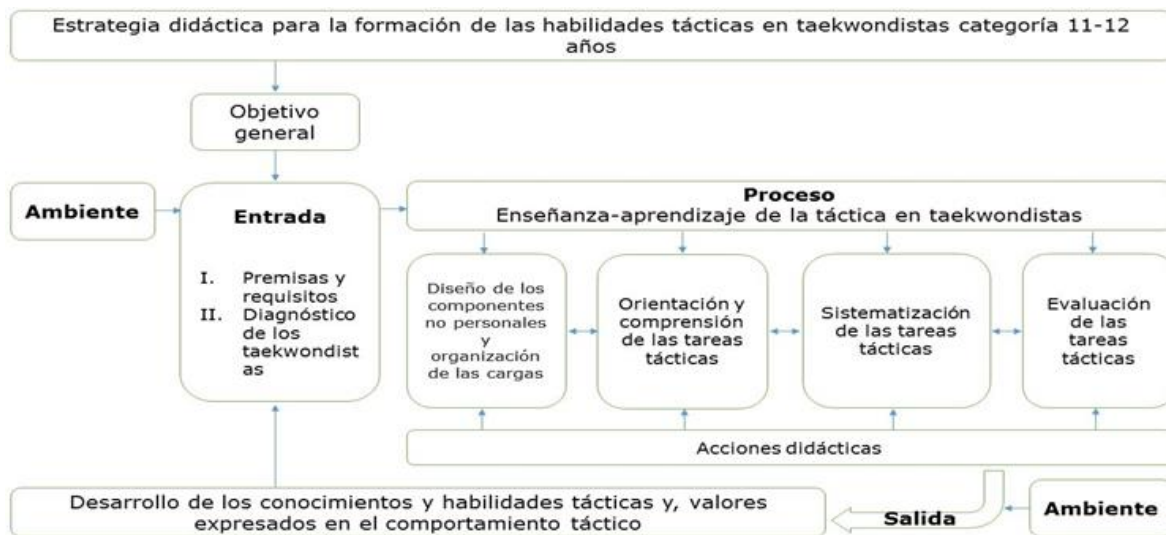 Estrategia didáctica para la formación de las habilidades tácticas en taekwondistas categoría 11-12
años
Objetivo
general
Ambiente
Entrada
I. Premisas y
requisitos
II. Diagnóstico
de los
taekwondist
as
Proceso
Enseñanza-aprendizaje de la táctica en taekwondistas
Diseño de los
componentes
no personales
y
organización
de las cargas
Orientación y
comprensión
de las tareas
tácticas
Sistematización
de las tareas
tácticas
Evaluación
de las
tareas
tácticas
Acciones didácticas
Desarrollo de los conocimientos y habilidades tácticas y, valores
expresados en el comportamiento táctico
Salida
Ambiente